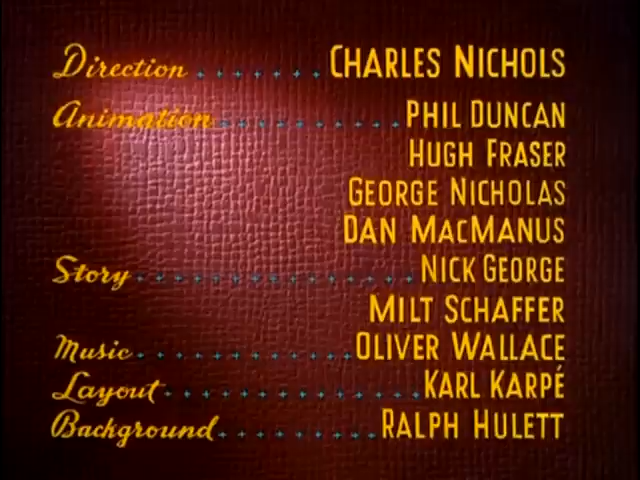 Direction . . . . . . . CHARLES NICHOLS
Animation . . . . . . . . . . . PHIL DUNCAN
HUGH FRASER
GEORGE NICHOLAS
DAN MACMANUS
Story . . . . . . . . . . . . . . . . . NICK GEORGE
MILT SCHAFFER
Music . . . . . . . . . . . . . OLIVER WALLACE
Layout . . . . . . . . . . . . . . . KARL KARPÉ
Background . . . . . . . . . RALPH HULETT